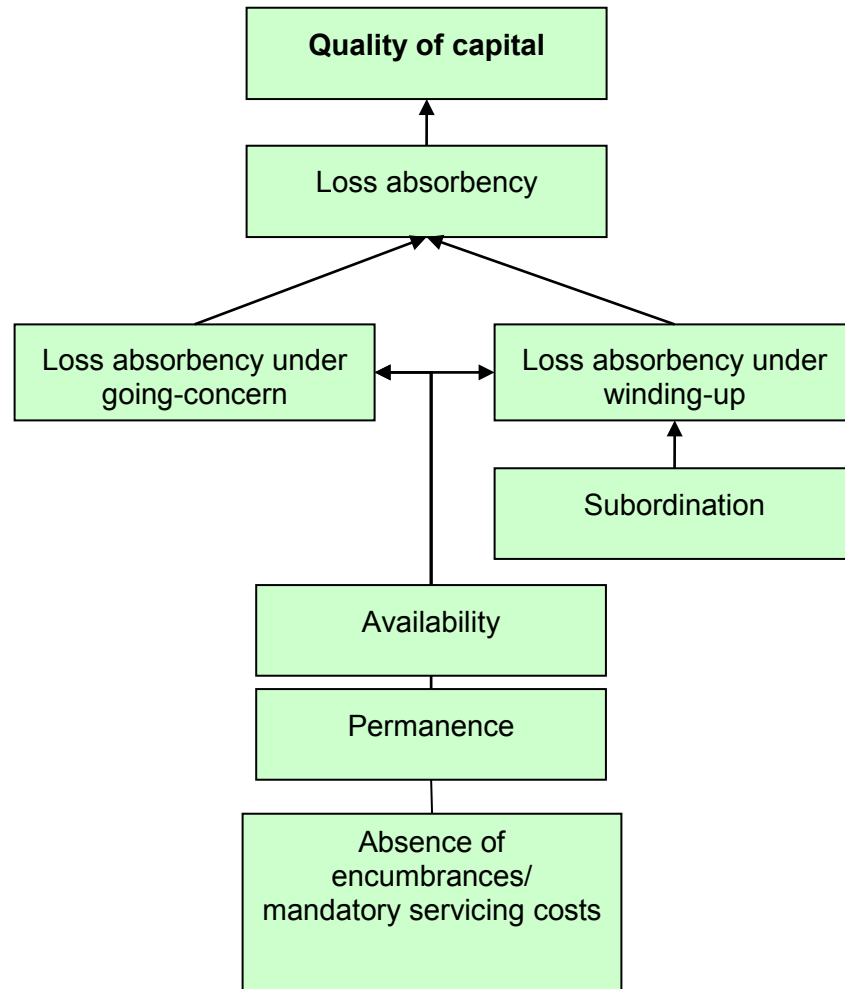 Quality of capital
Loss absorbency
Loss absorbency under
going-concern
Loss absorbency under
winding-up
Subordination
Availability
Permanence
Absence of
encumbrances/
mandatory servicing costs